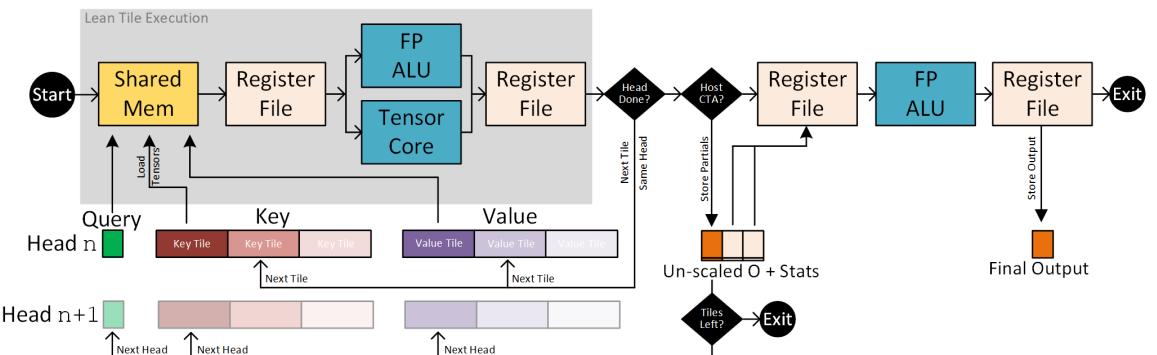 Lean Tile Execution
Start
Shared
Mem
Register
File
FP
ALU
Tensor
Core
Register
File
Head
Done?
Host
CTA?
Register
File
FP
ALU
Register
File
Exit
Load
Tensors
Next Tile
Same Head
Store Partials
Store Output
Query
Key
Value
Head n
Key Tile
Key Tile
Key Tile
Value Tile
Value Tile
Value Tile
Un-scaled O + Stats
Final Output
Next Tile
Next Tile
Head n+1
Tiles
Left?
Exit
Next Head
Next Head
Next Head